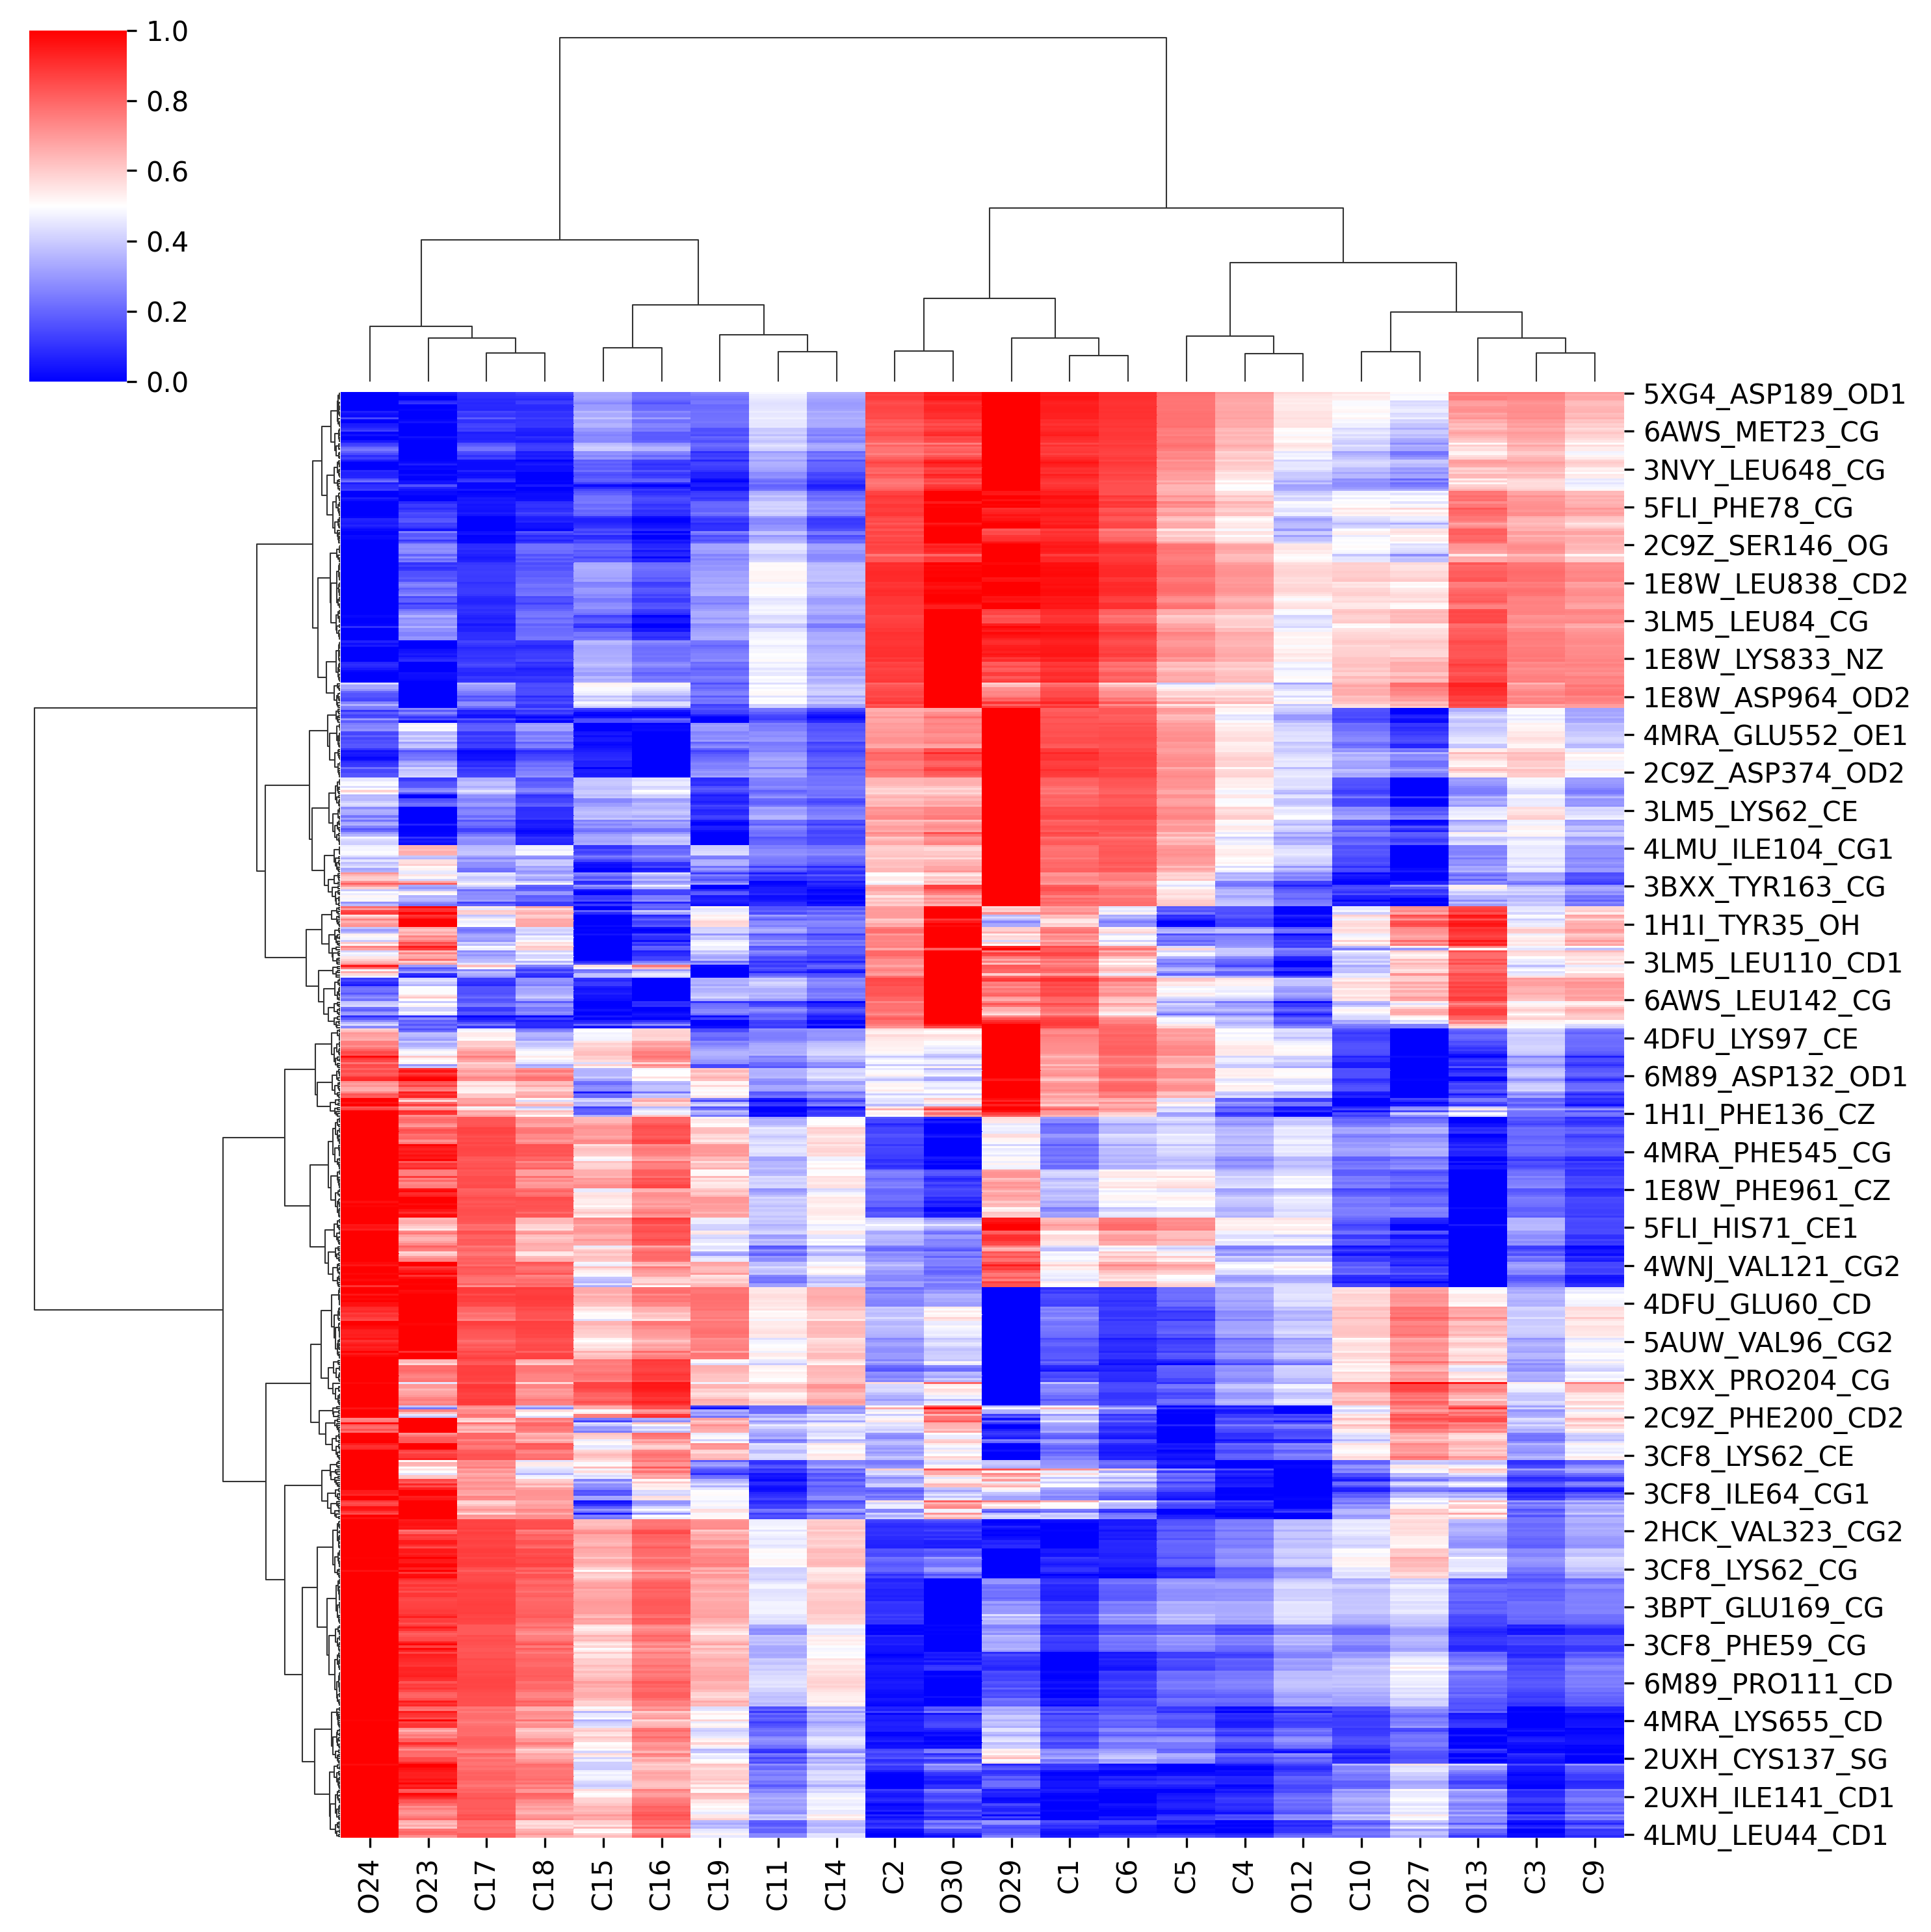 1.0
0.8
0.6
0.4
0.2
0.0
5XG4_ASP189_OD1
6AWS_MET23_CG
3NVY_LEU648_CG
5FLI_PHE78_CG
2C9Z_SER146_OG
1E8W_LEU838_CD2
3LM5_LEU84_CG
1E8W_LYS833_NZ
1E8W_ASP964_OD2
4MRA_GLU552_OE1
2C9Z_ASP374_OD2
3LM5_LYS62_CE
4LMU_ILE104_CG1
3BXX_TYR163_CG
1H1I_TYR35_OH
3LM5_LEU110_CD1
6AWS_LEU142_CG
4DFU_LYS97_CE
6M89_ASP132_OD1
1H1I_PHE136_CZ
4MRA_PHE545_CG
1E8W_PHE961_CZ
5FLI_HIS71_CE1
4WNJ_VAL121_CG2
4DFU_GLU60_CD
5AUW_VAL96_CG2
3BXX_PRO204_CG
2C9Z_PHE200_CD2
3CF8_LYS62_CE
3CF8_ILE64_CG1
2HCK_VAL323_CG2
3CF8_LYS62_CG
3BPT_GLU169_CG
3CF8_PHE59_CG
6M89_PRO111_CD
4MRA_LYS655_CD
2UXH_CYS137_SG
2UXH_ILE141_CD1
4LMU_LEU44_CD1
O24
O23
C17
C18
C15
C16
C19
C11
C14
C2
O30
O29
C1
C6
C5
C4
O12
C10
O27
O13
C3
C9